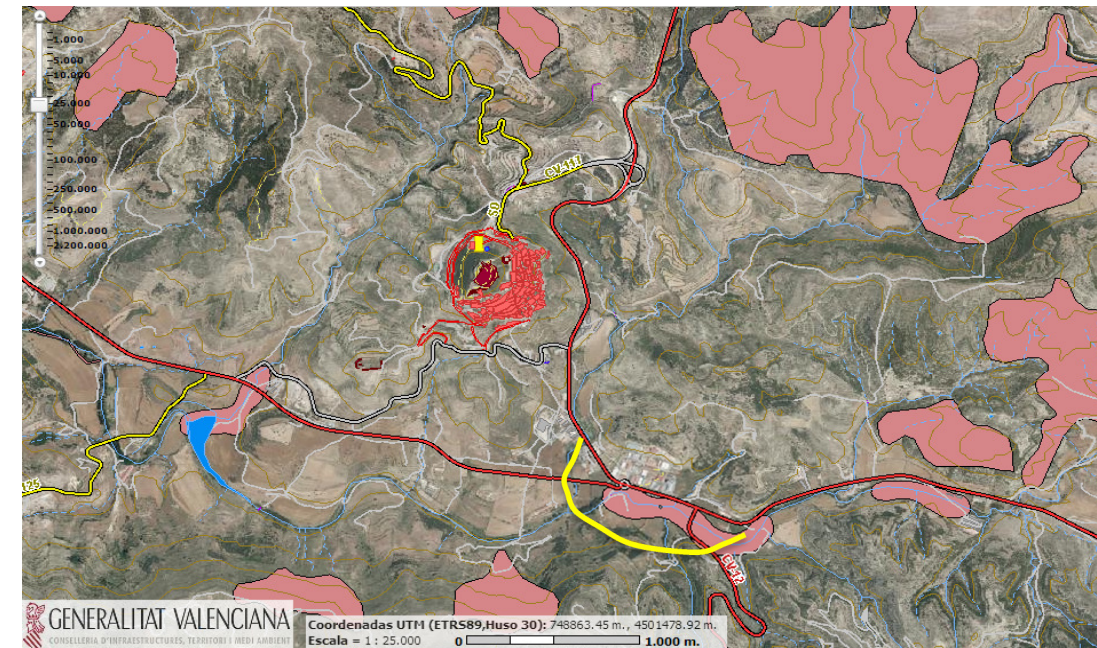 1.000
5.000
10.000
25.000
50.000
100.000
250.000
500.000
1.000.000
2.200.000
CV-117
CV-12
GENERALITAT VALENCIANA
CONSELLERIA D'INFRAESTRUCTURES, TERRITORI I MEDI AMBIENT
Coordenadas UTM (ETRS89,Huso 30): 748863.45 m., 4501478.92 m.
Escala = 1 : 25.000
0
1.000 m.